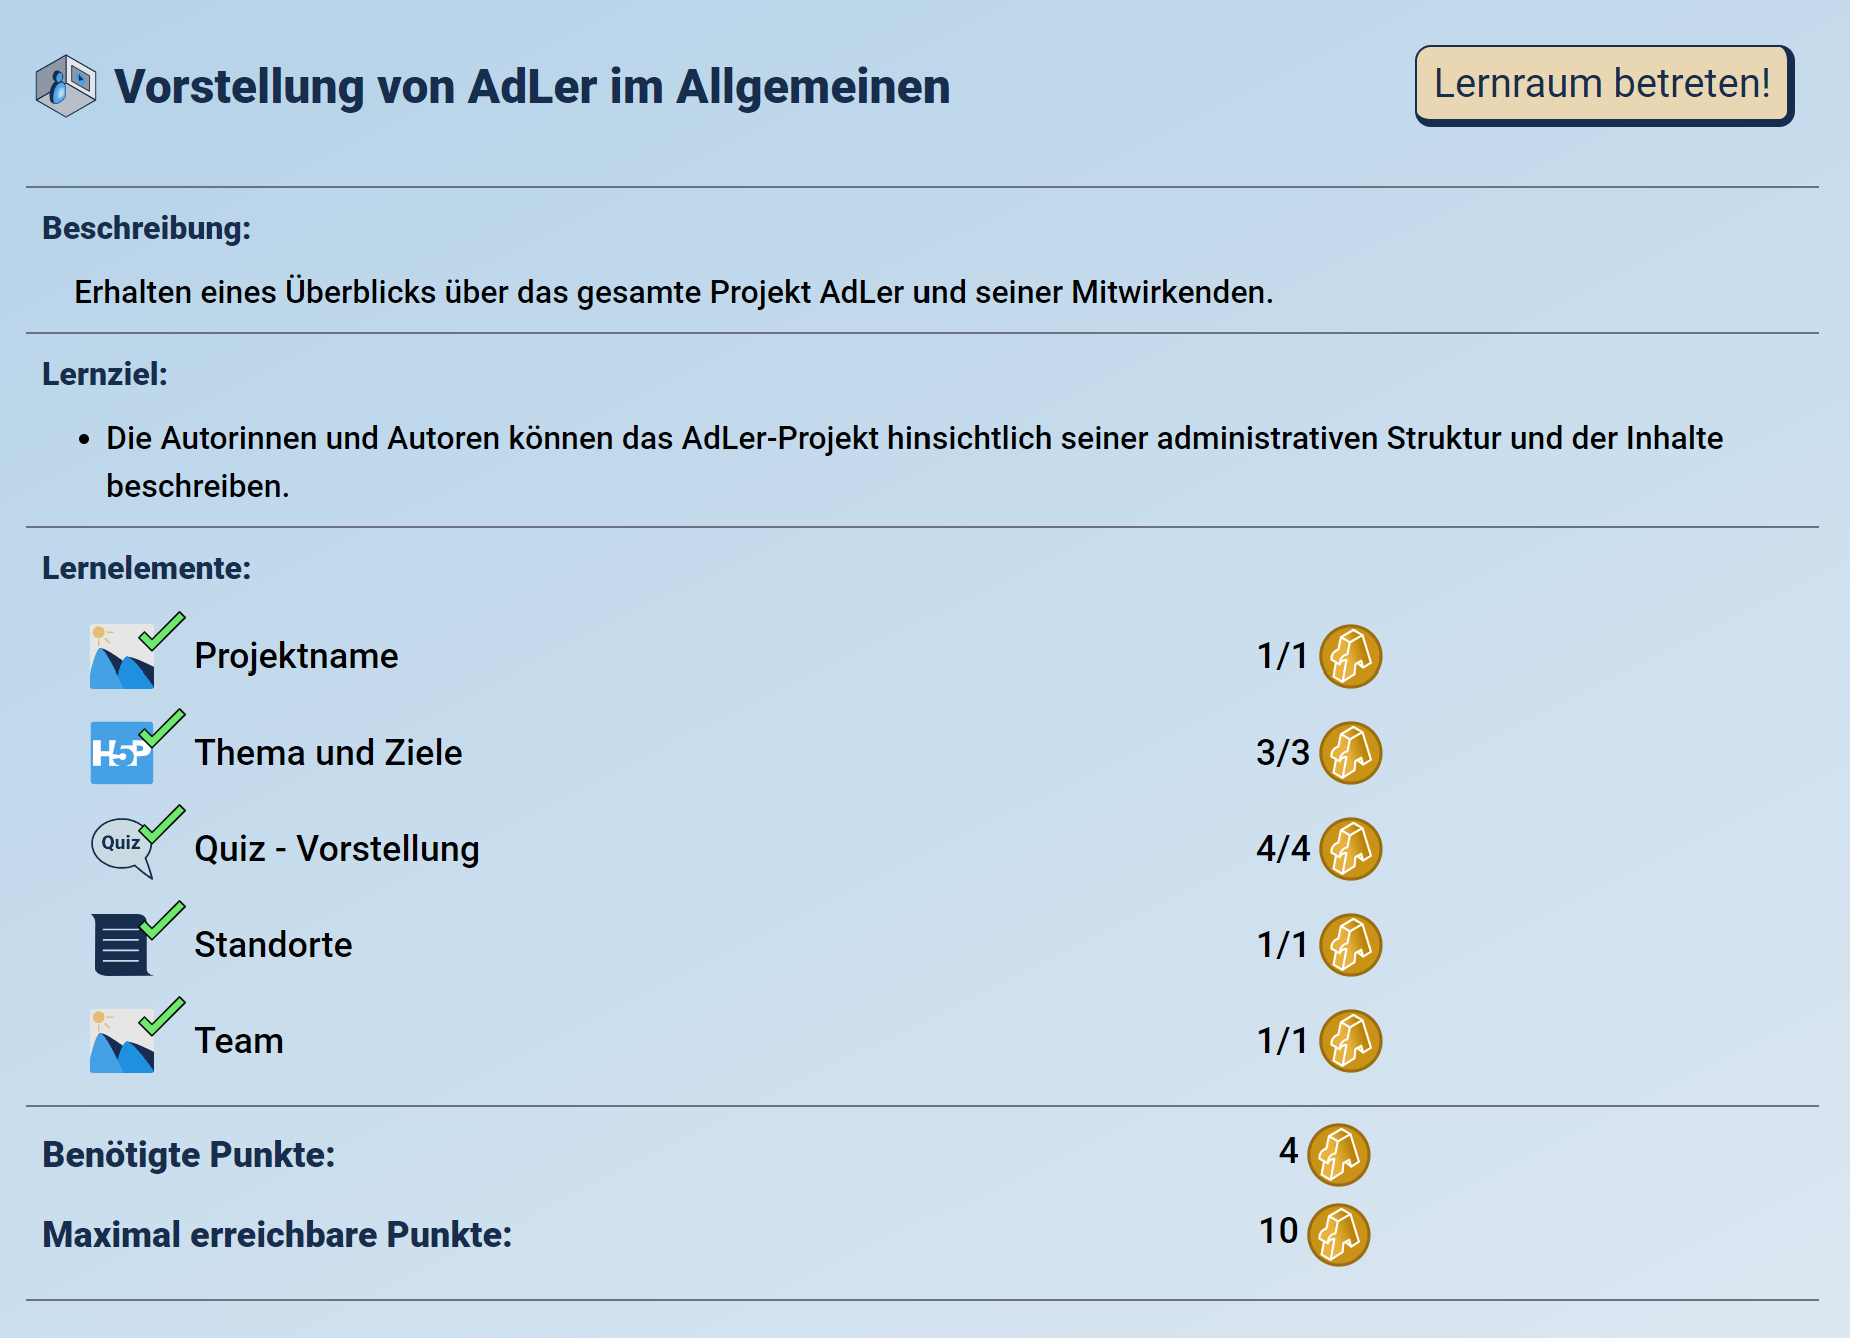 Vorstellung von AdLer im Allgemeinen
Lernraum betreten!
Beschreibung:
Erhalten eines Überblicks über das gesamte Projekt AdLer und seiner Mitwirkenden.
Lernziel:
• Die Autorinnen und Autoren können das AdLer-Projekt hinsichtlich seiner administrativen Struktur und der Inhalte
beschreiben.
Lernelemente:
Projektname 1/1
H5P Thema und Ziele 3/3
Quiz Quiz - Vorstellung 4/4
Standorte 1/1
Team 1/1
Benötigte Punkte: 4
Maximal erreichbare Punkte: 10